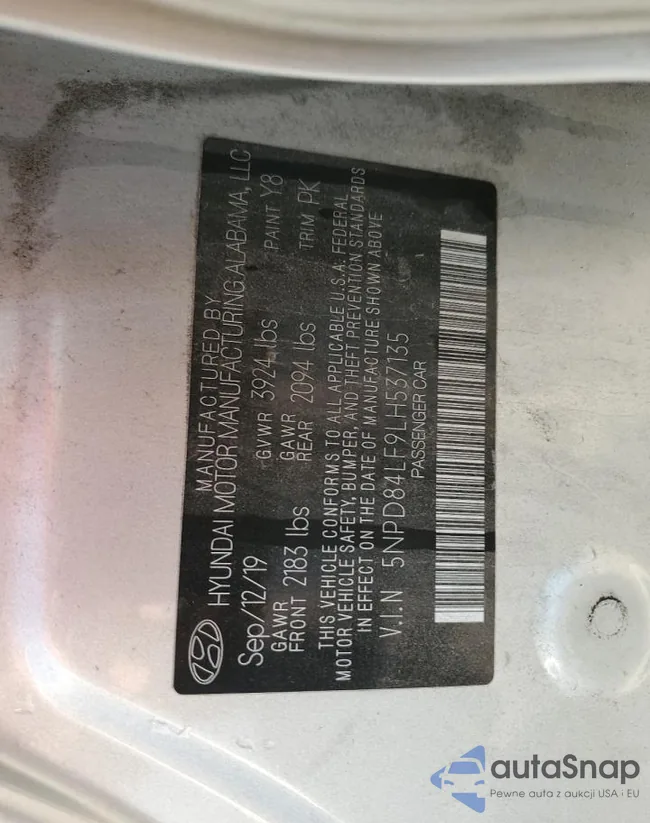 MANUFACTURED BY
HYUNDAI MOTOR MANUFACTURING ALABAMA, LLC
Sep/12/19 GVWR 3924 lbs PAINT Y8
GAWR FRONT 2183 lbs GAWR REAR 2094 lbs TRIM PK
THIS VEHICLE CONFORMS TO ALL APPLICABLE U.S.A. FEDERAL
MOTOR VEHICLE SAFETY, BUMPER, AND THEFT PREVENTION STANDARDS
IN EFFECT ON THE DATE OF MANUFACTURE SHOWN ABOVE
V.I.N 5NPD84LF9LH537135
PASSENGER CAR
autaSnap
Pewne auta z aukcji USA i EU